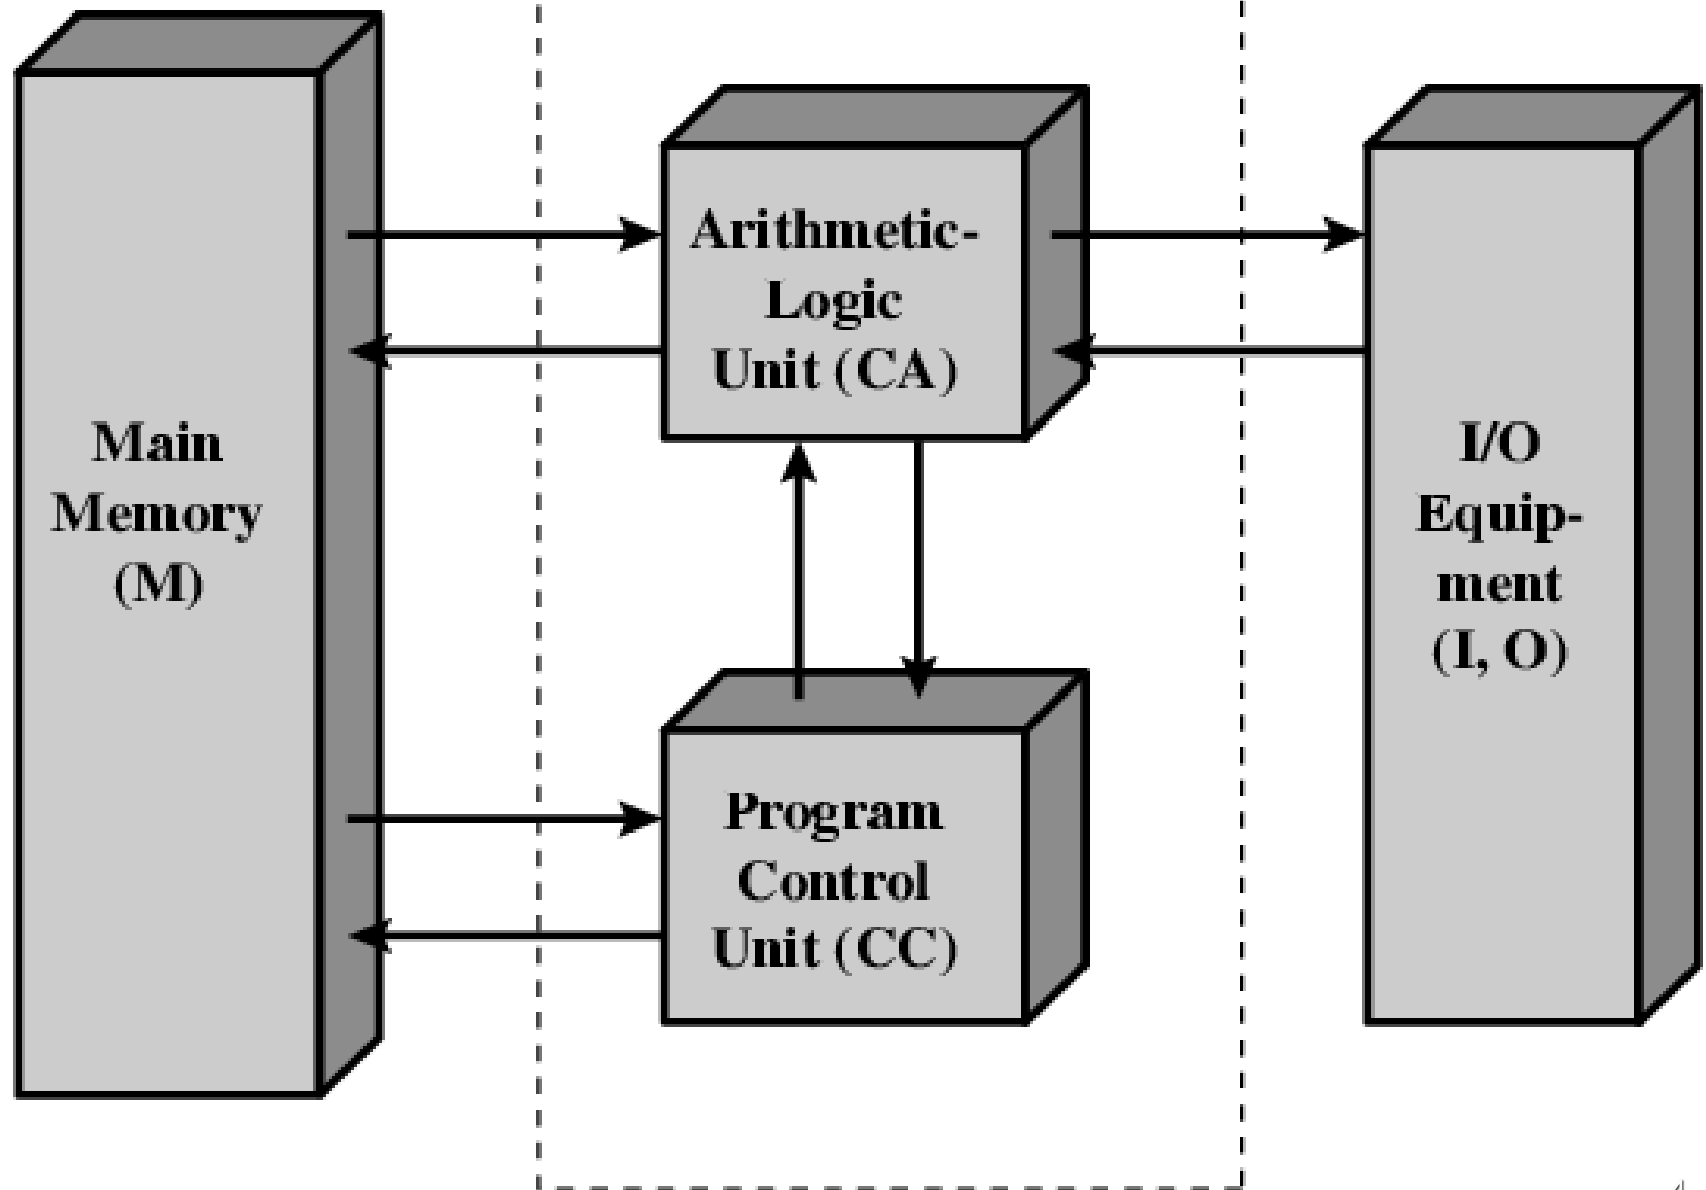 Main
Memory
(M)
Arithmetic-
Logic
Unit (CA)
Program
Control
Unit (CC)
I/O
Equip-
ment
(I, O)